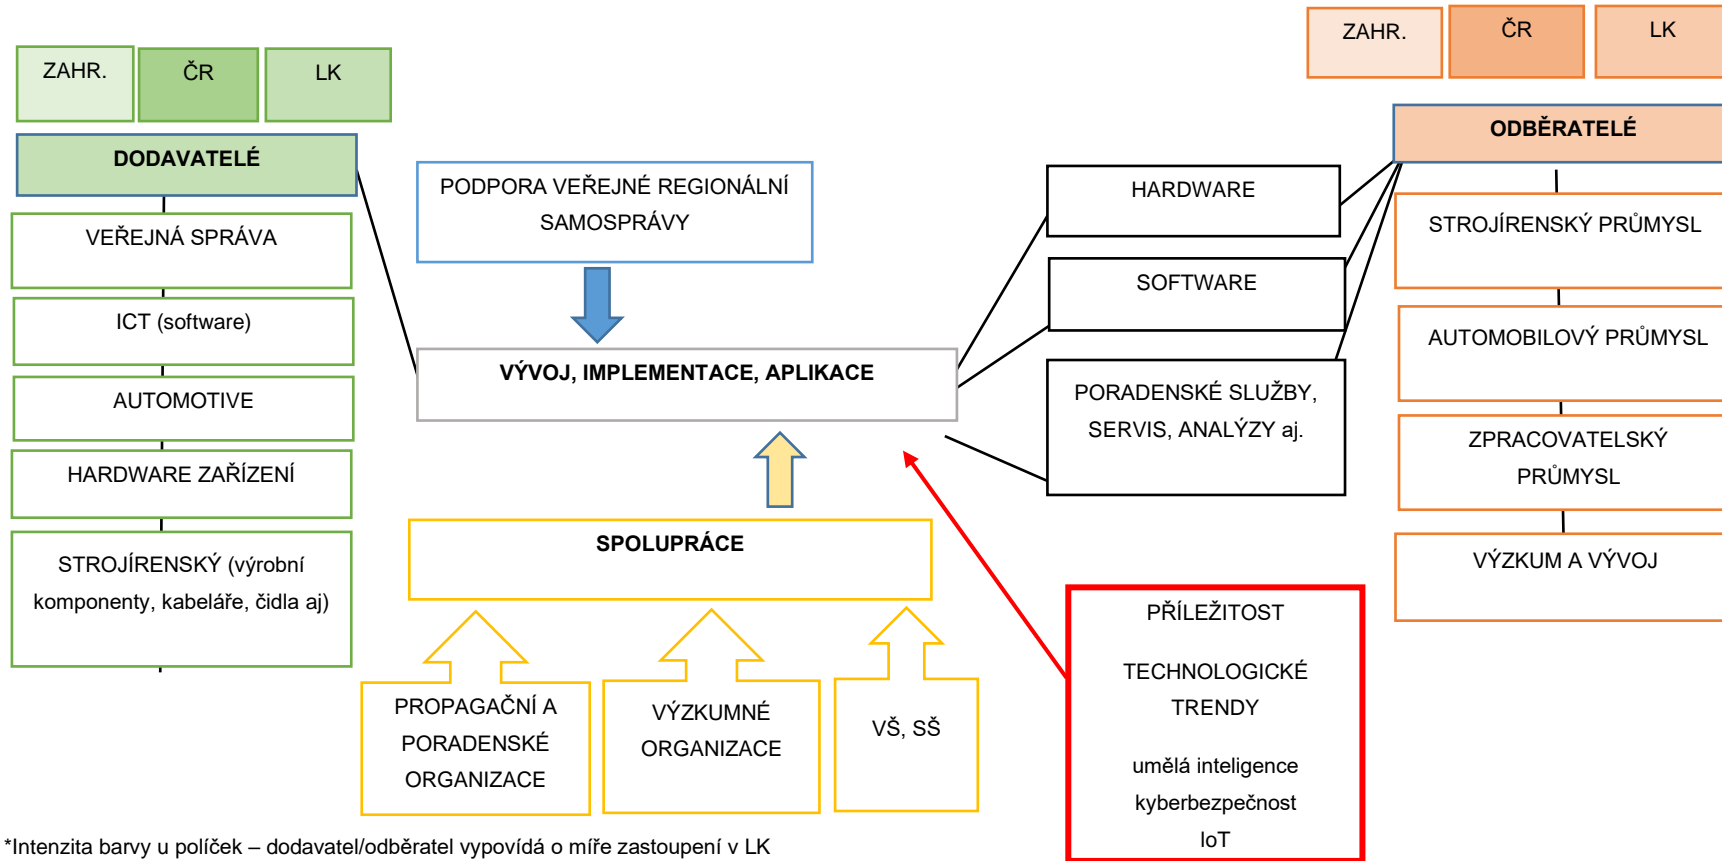 ZAHR.
ČR
LK
DODAVATELÉ
VEŘEJNÁ SPRÁVA
ICT (software)
AUTOMOTIVE
HARDWARE ZAŘÍZENÍ
STROJÍRENSKÝ (výrobní
komponenty, kabeláře, čidla aj)
PODPORA VEŘEJNÉ REGIONÁLNÍ
SAMOSPRÁVY
VÝVOJ, IMPLEMENTACE, APLIKACE
SPOLUPRÁCE
PROPAGAČNÍ A
PORADENSKÉ
ORGANIZACE
VÝZKUMNÉ
ORGANIZACE
VŠ, SŠ
HARDWARE
SOFTWARE
PORADENSKÉ SLUŽBY,
SERVIS, ANALÝZY aj.
PŘÍLEŽITOST
TECHNOLOGICKÉ
TRENDY
umělá inteligence
kyberbezpečnost
IoT
ZAHR.
ČR
LK
ODBĚRATELÉ
STROJÍRENSKÝ PRŮMYSL
AUTOMOBILOVÝ PRŮMYSL
ZPRACOVATELSKÝ
PRŮMYSL
VÝZKUM A VÝVOJ
*Intenzita barvy u políček – dodavatel/odběratel vypovídá o míře zastoupení v LK